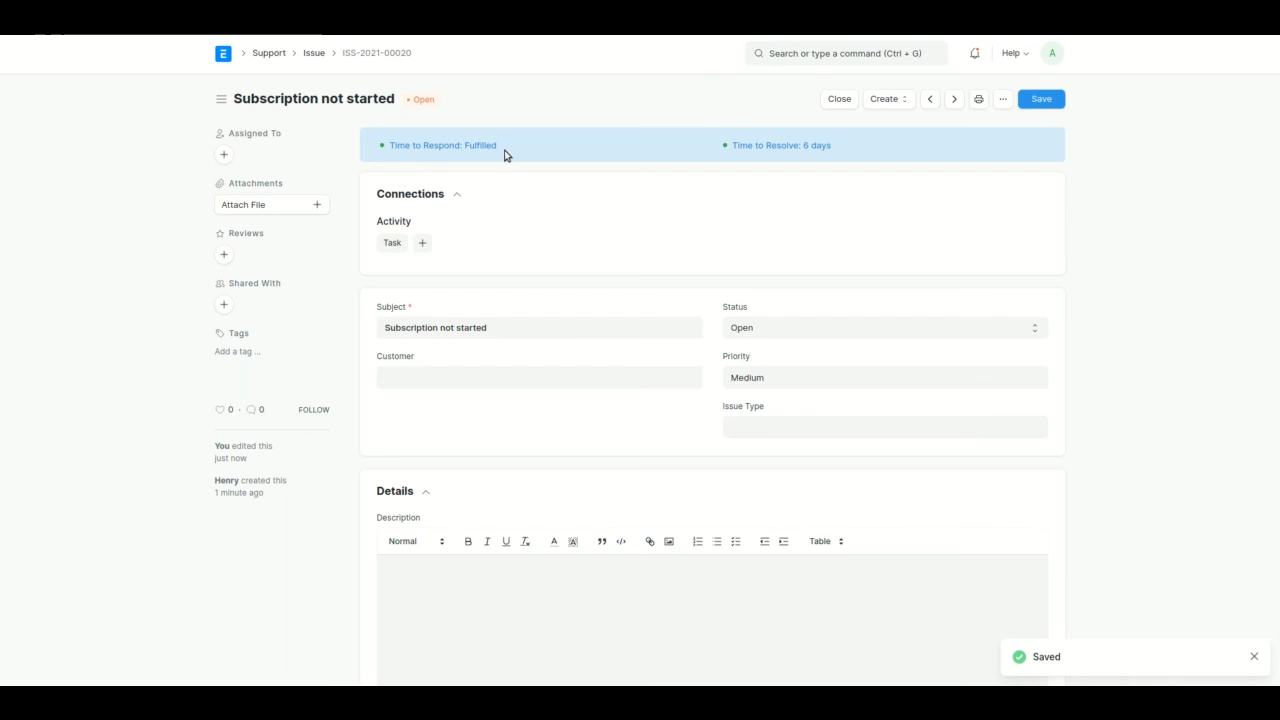 E > Support > Issue > ISS-2021-00020
Search or type a command (Ctrl + G)
Help
A
Subscription not started
• Open
Close
Create
Save
Assigned To
Attachments
Attach File
Reviews
Shared With
Tags
Add a tag ...
0 · 0
FOLLOW
You edited this
just now
Henry created this
1 minute ago
Time to Respond: Fulfilled
Time to Resolve: 6 days
Connections
Activity
Task +
Subject *
Subscription not started
Customer
Status
Open
Priority
Medium
Issue Type
Details
Description
Normal
Table
Saved